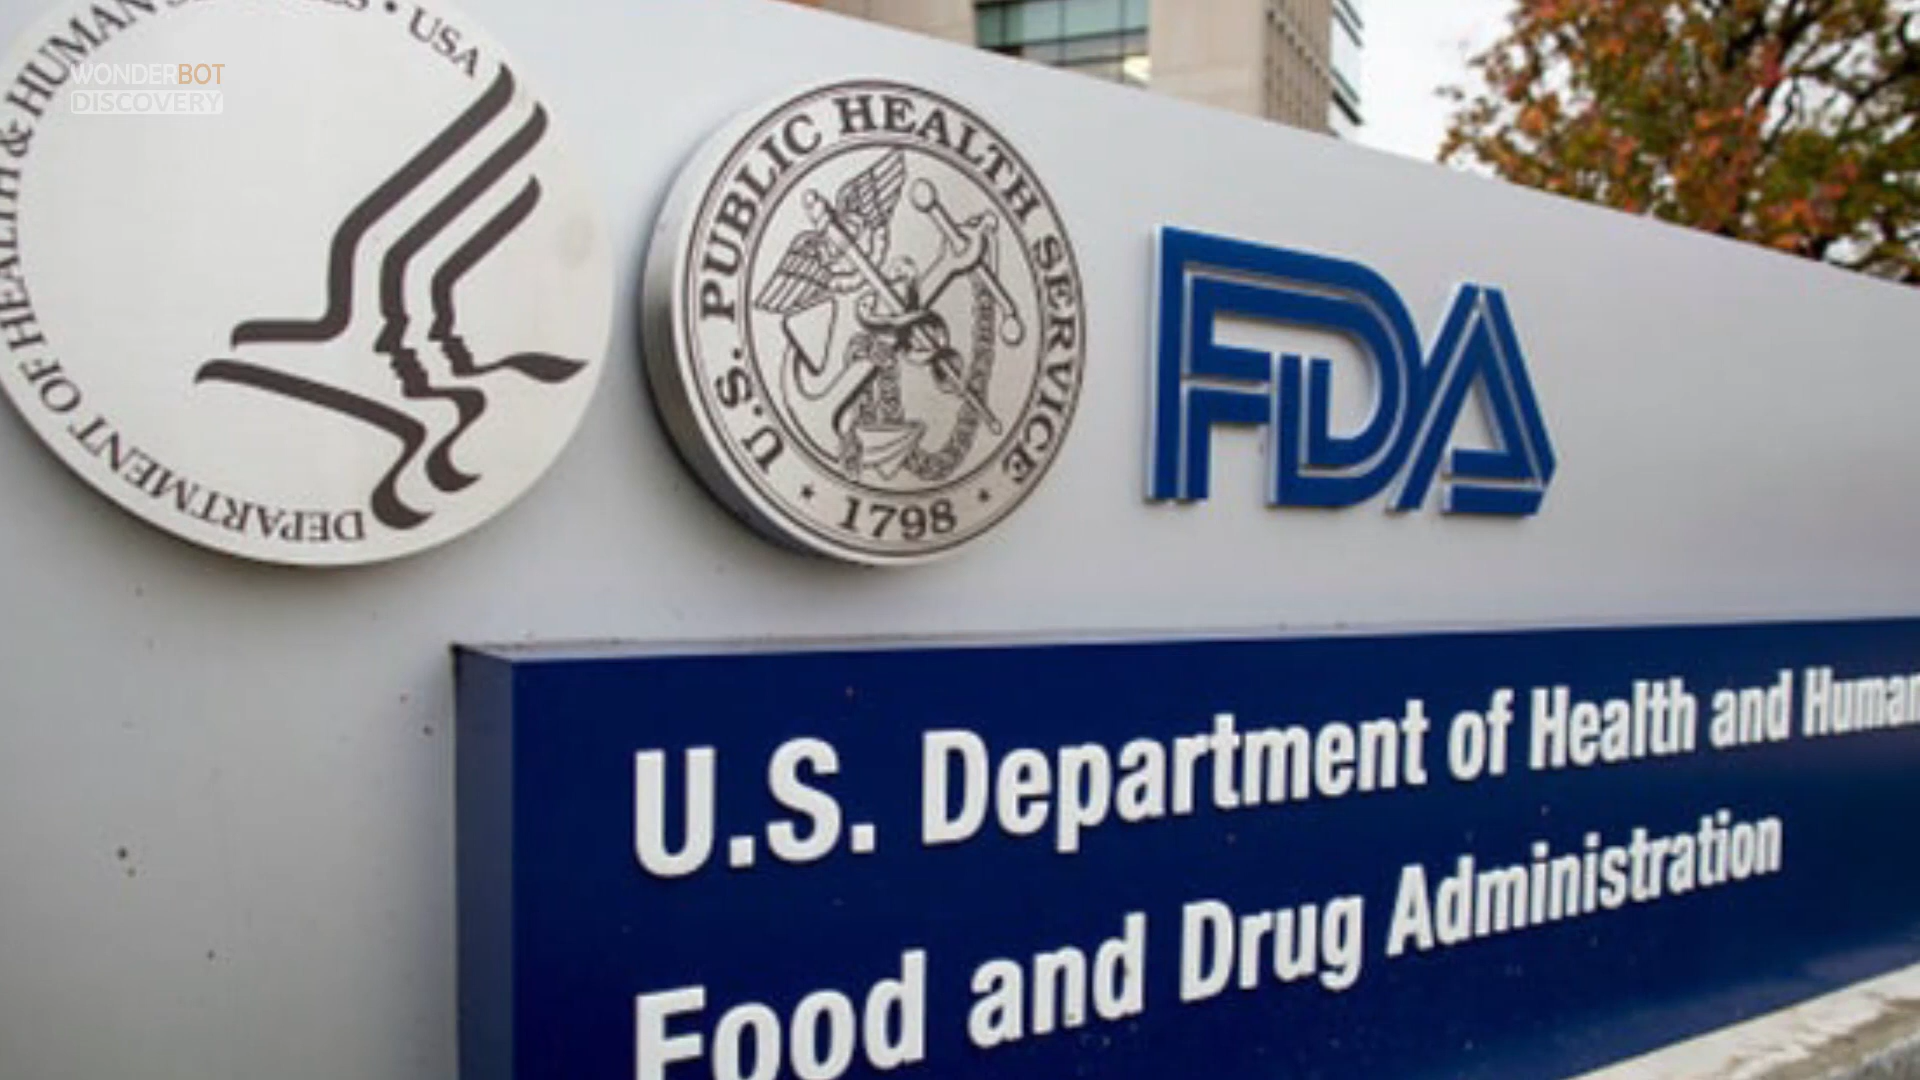 WONDERBOT
DISCOVERY
DEPARTMENT OF HEALTH & HUMAN SERVICES • USA
U.S. PUBLIC HEALTH SERVICE
• 1798 •
FDA
U.S. Department of Health and Human
Food and Drug Administration